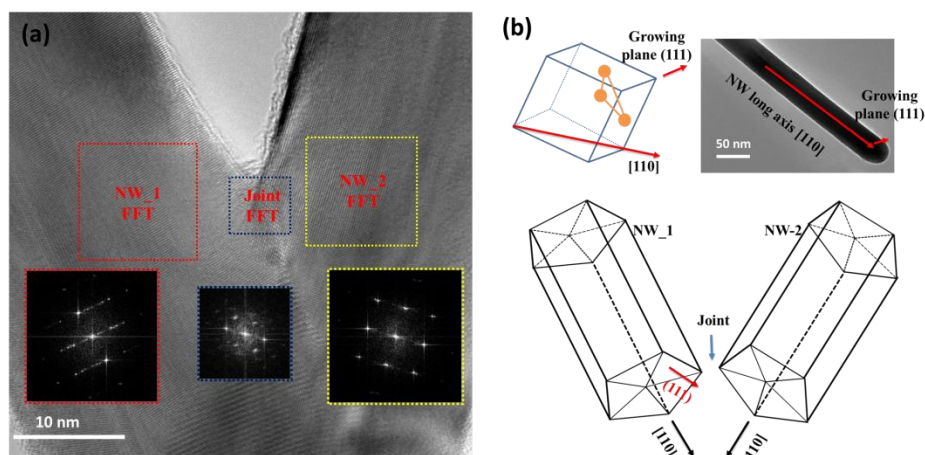 (a)
NW_1
FFT
Joint
FFT
NW_2
FFT
10 nm
(b)
Growing
plane (111)
[110]
NW long axis [110]
Growing
plane (111)
50 nm
NW_1
NW-2
Joint
(111)
[110]